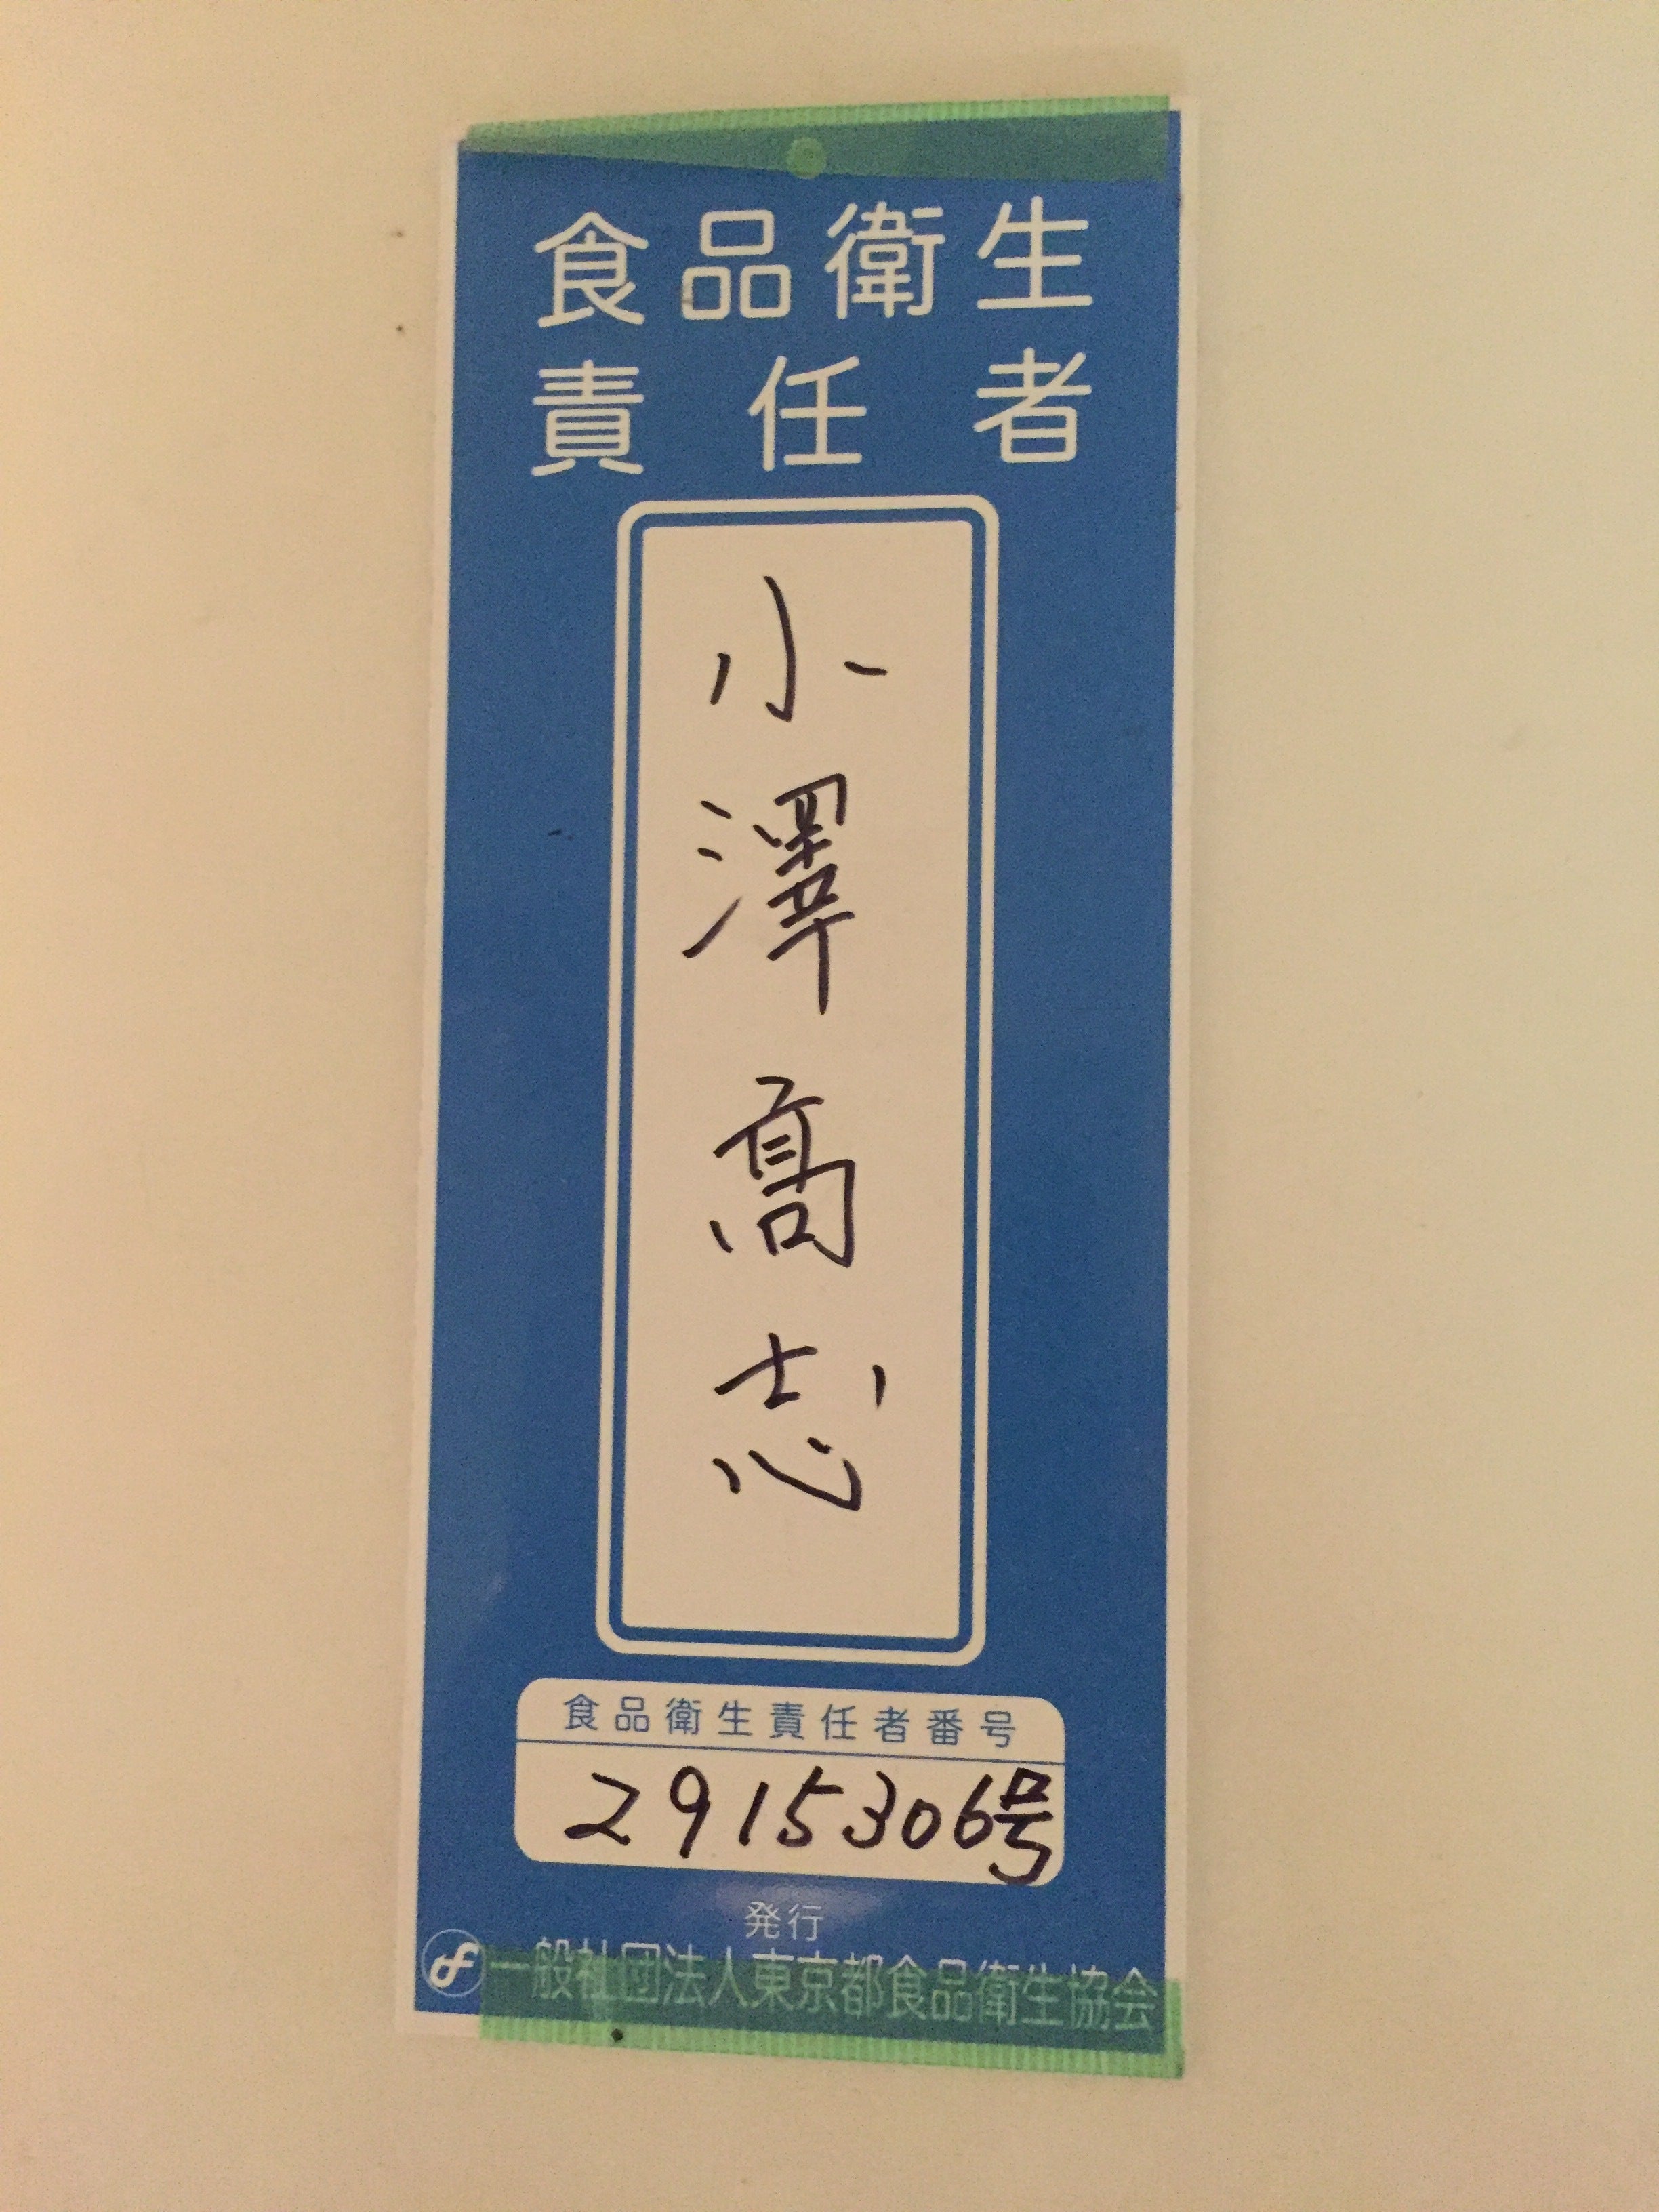 食品衛生
責任者
小澤髙志
食品衛生責任者番号
2915306号
発行
一般社団法人東京都食品衛生協会